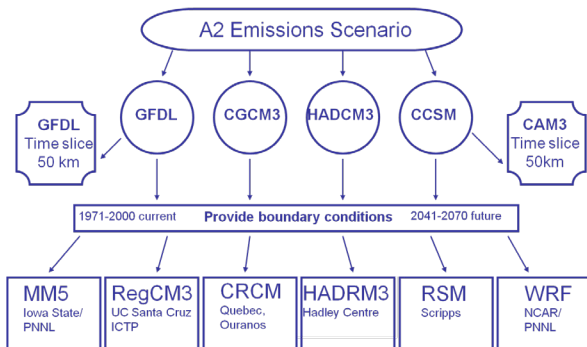 A2 Emissions Scenario
GFDL
CGCM3
HADCM3
CCSM
GFDL
Time slice
50 km
CAM3
Time slice
50km
1971-2000 current
Provide boundary conditions
2041-2070 future
MM5
Iowa State/
PNNL
RegCM3
UC Santa Cruz
ICTP
CRCM
Quebec,
Ouranos
HADRM3
Hadley Centre
RSM
Scripps
WRF
NCAR/
PNNL